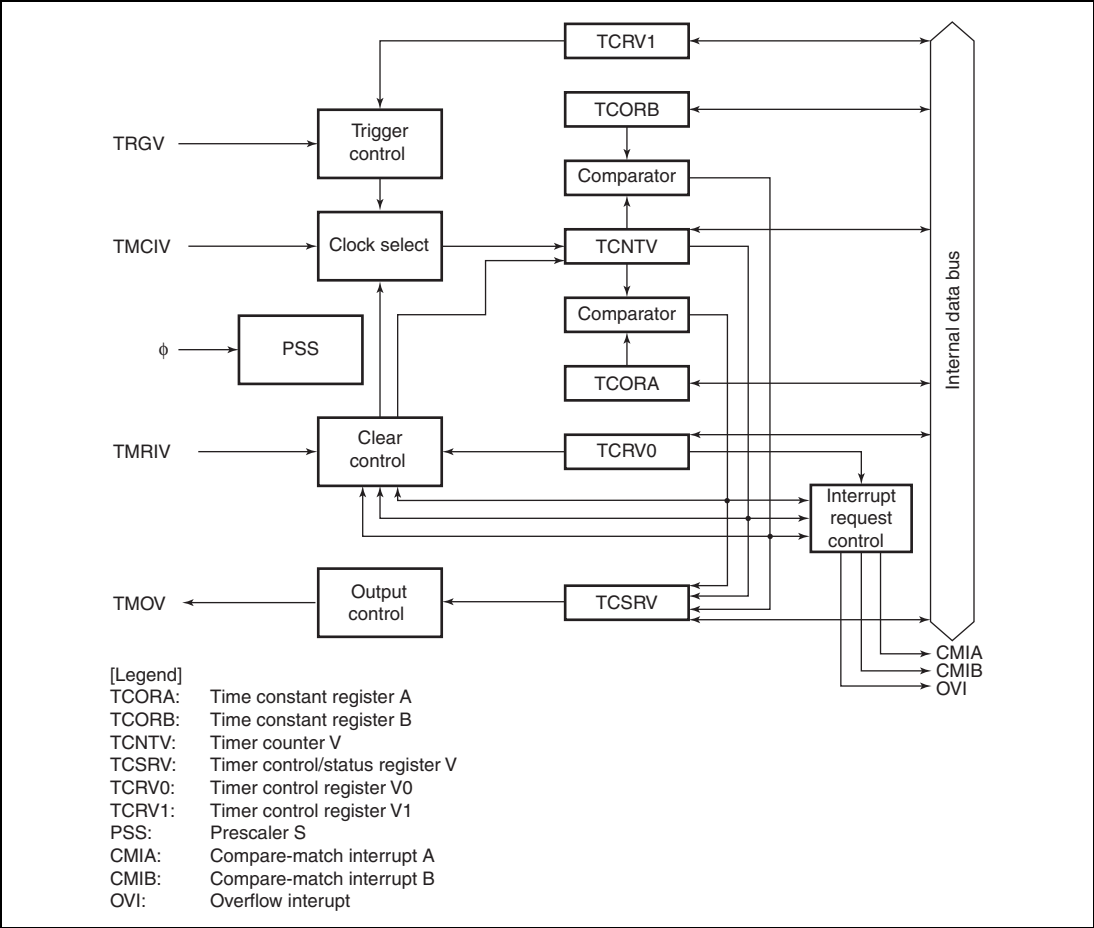 TCRV1
TCORB
TRGV
Trigger
control
Comparator
TMCIV
Clock select
TCNTV
Internal data bus
Comparator
φ
PSS
TCORA
TMRIV
Clear
control
TCRV0
Interrupt
request
control
TMOV
Output
control
TCSRV
CMIA
CMIB
OVI
[Legend]
TCORA: Time constant register A
TCORB: Time constant register B
TCNTV: Timer counter V
TCSRV: Timer control/status register V
TCRV0: Timer control register V0
TCRV1: Timer control register V1
PSS: Prescaler S
CMIA: Compare-match interrupt A
CMIB: Compare-match interrupt B
OVI: Overflow interupt